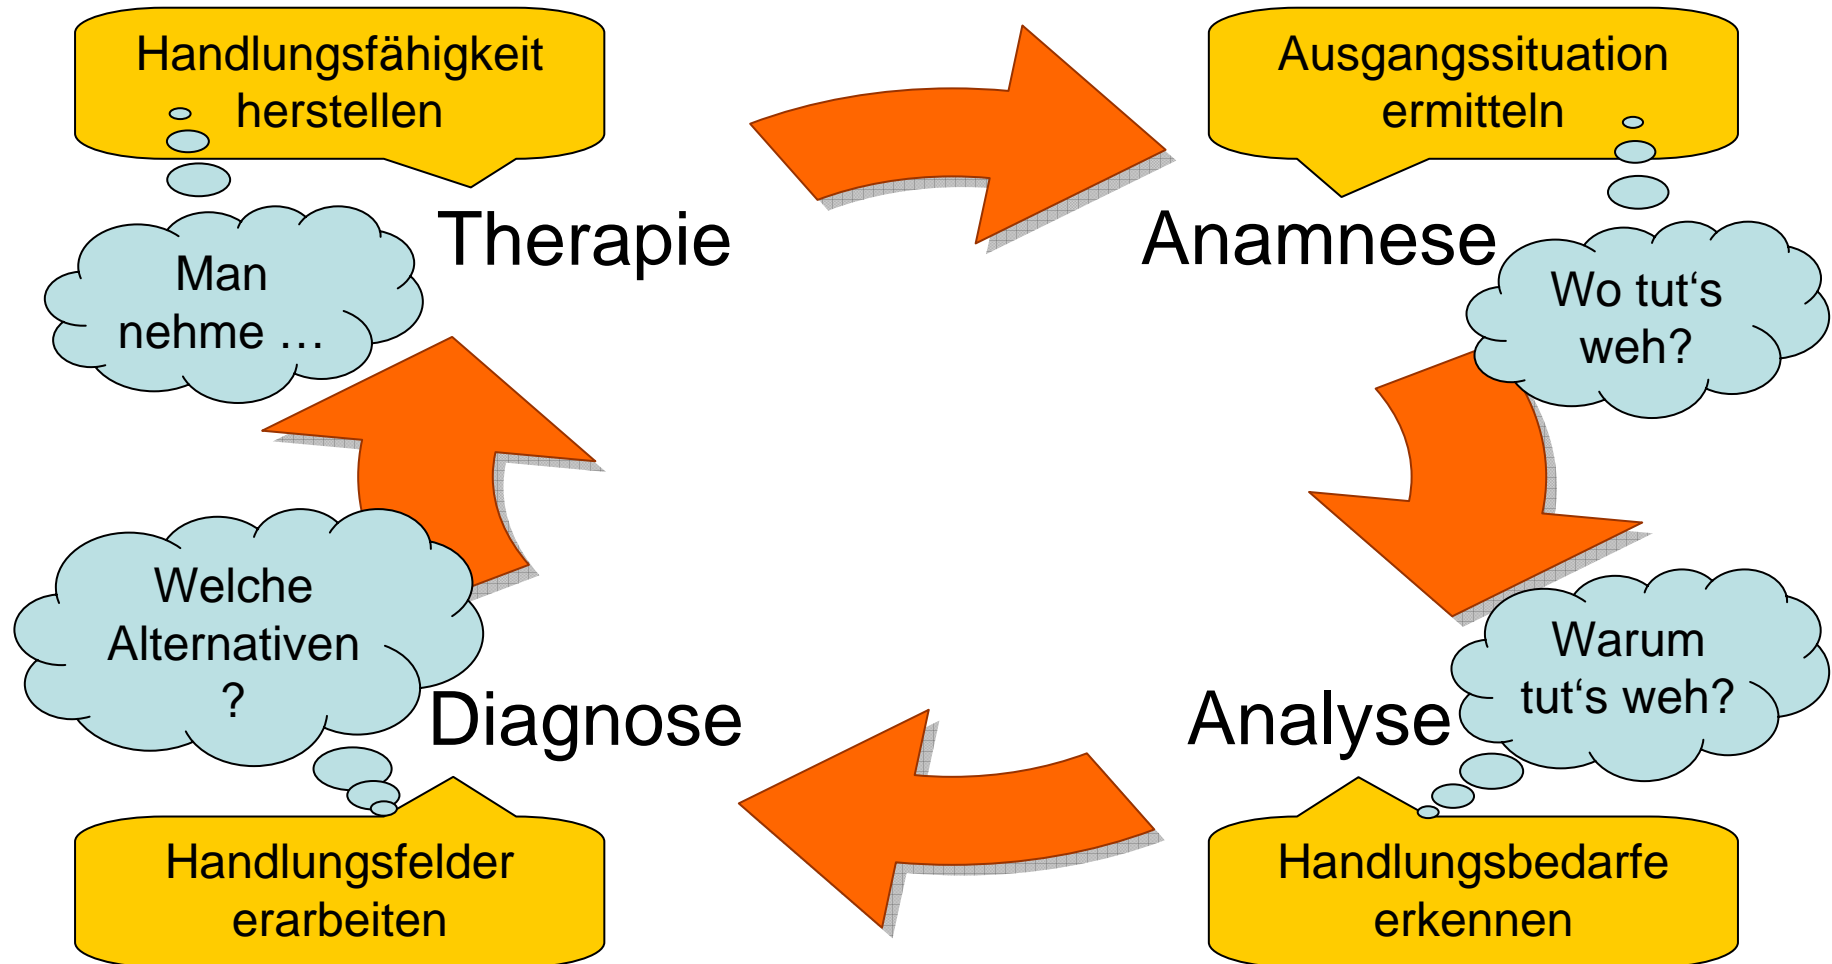 Handlungsfähigkeit
herstellen
Ausgangssituation
ermitteln
Therapie
Anamnese
Man
nehme …
Wo tut‘s
weh?
Welche
Alternativen
?
Warum
tut‘s weh?
Diagnose
Analyse
Handlungsfelder
erarbeiten
Handlungsbedarfe
erkennen